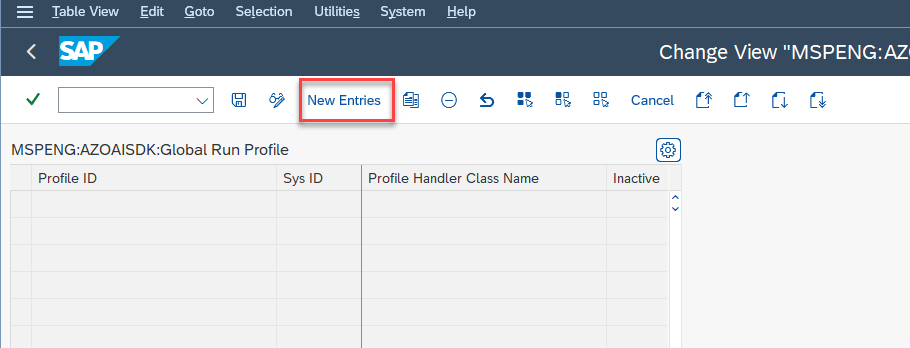 Table View Edit Goto Selection Utilities System Help
SAP Change View "MSPENG:AZO
New Entries Cancel
MSPENG:AZOAISDK:Global Run Profile
Profile ID Sys ID Profile Handler Class Name Inactive